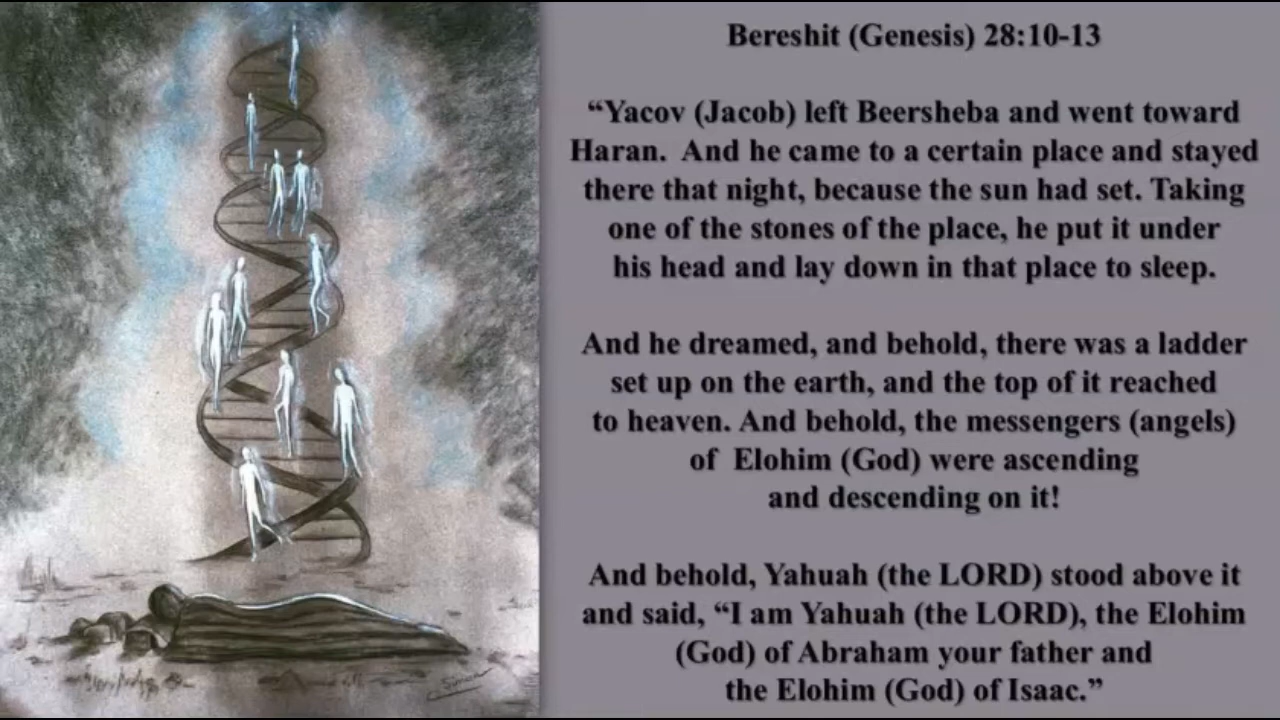 Bereshit (Genesis) 28:10-13
“Yacov (Jacob) left Beersheba and went toward
Haran.  And he came to a certain place and stayed
there that night, because the sun had set. Taking
one of the stones of the place, he put it under
his head and lay down in that place to sleep.
And he dreamed, and behold, there was a ladder
set up on the earth, and the top of it reached
to heaven. And behold, the messengers (angels)
of  Elohim (God) were ascending
and descending on it!
And behold, Yahuah (the LORD) stood above it
and said, “I am Yahuah (the LORD), the Elohim
(God) of Abraham your father and
the Elohim (God) of Isaac.”